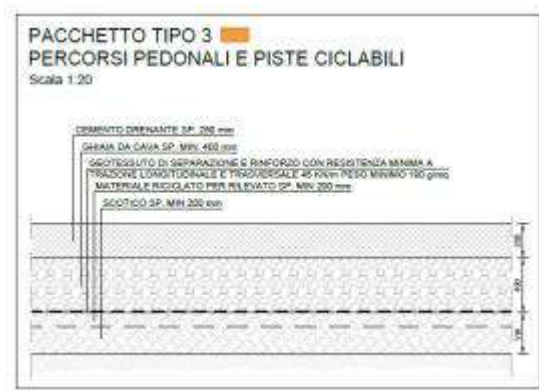 PACCHETTO TIPO 3
PERCORSI PEDONALI E PISTE CICLABILI
Scala 1:20
CEMENTO DRENANTE SP. 250 mm
GHIAIA DA CAVA SP. MIN. 400 mm
GEOTESSUTO DI SEPARAZIONE E RINFORZO CON RESISTENZA MINIMA A
TRAZIONE LONGITUDINALE E TRASVERSALE 45 KN/m PESO MINIMO g/mq
MATERIALE RICICLATO PER RILEVATO SP. MIN 200 mm
SCOTICO SP. MIN 200 mm
400